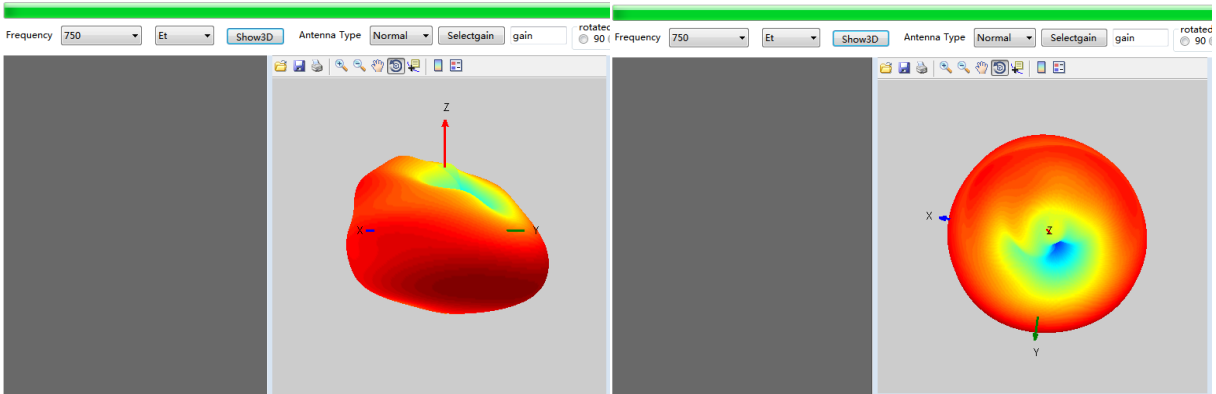 Frequency 750 Et Show3D Antenna Type Normal Selectgain gain rotated
90
Z
X Y
Frequency 750 Et Show3D Antenna Type Normal Selectgain gain rotated
90
X Z
Y